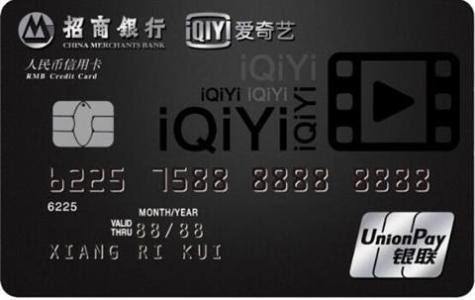 招商银行 iQIYI 爱奇艺
CHINA MERCHANTS BANK
人民币信用卡
RMB Credit Card
iQiYi
iQiYi iQiYi
iQiYi iQiYi
6225 7588 8888 8888
6225
MONTH/YEAR
VALID THRU 88/88
XIANG RI KUI
UnionPay
银联